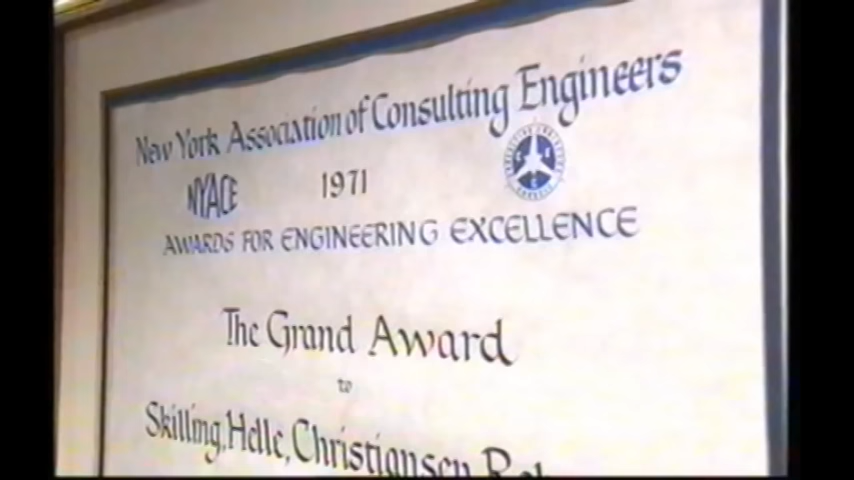 New York Association of Consulting Engineers
NYACE
1971
AWARDS FOR ENGINEERING EXCELLENCE
The Grand Award
to
Skilling, Helle, Christiansen,